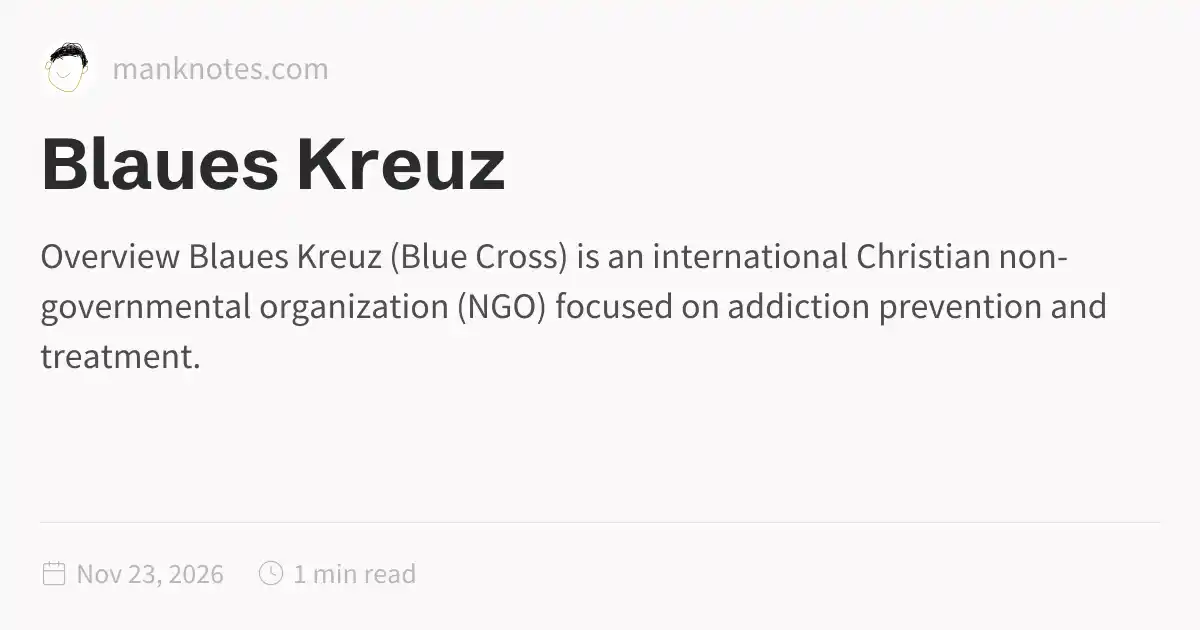 manknotes.com
Blaues Kreuz
Overview Blaues Kreuz (Blue Cross) is an international Christian non-
governmental organization (NGO) focused on addiction prevention and
treatment.
Nov 23, 2026 1 min read